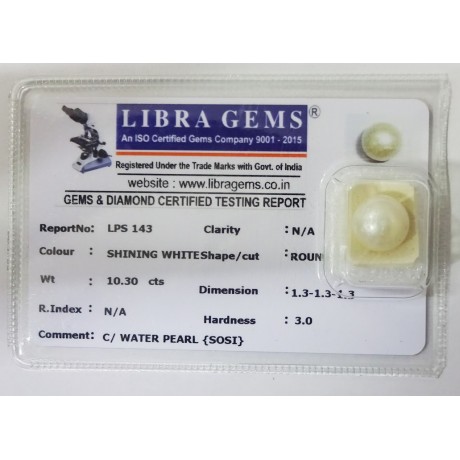 LIBRA GEMS ®
An ISO Certified Gems Company 9001 - 2015
Registered Under the Trade Marks with Govt. of India
website : www.libragems.co.in
GEMS & DIAMOND CERTIFIED TESTING REPORT
ReportNo: LPS 143 Clarity : N/A
Colour : SHINING WHITE Shape/cut : ROUN
Wt : 10.30 cts Dimension : 1.3-1.3-1.3
R.Index : N/A Hardness : 3.0
Comment: C/ WATER PEARL {SOSI}